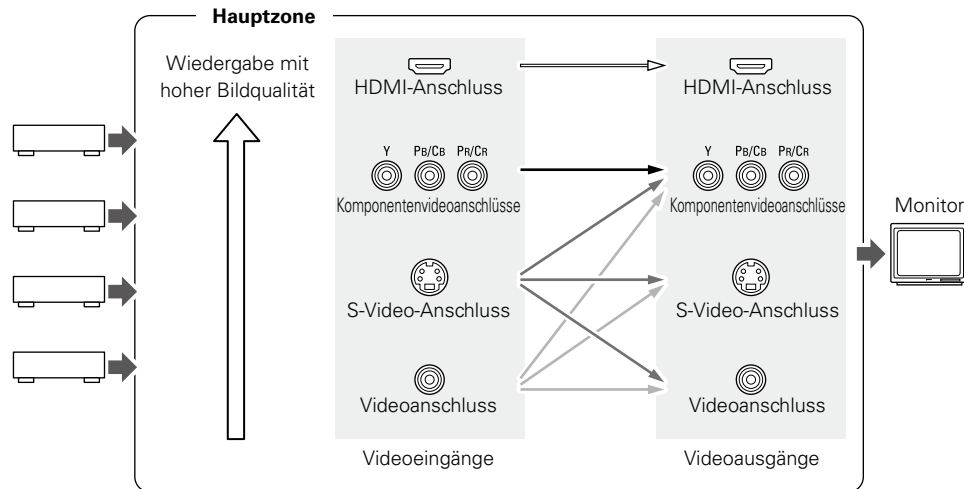 Hauptzone
Wiedergabe mit
hoher Bildqualität
HDMI-Anschluss
HDMI-Anschluss
Y PB/CB PR/CR
Y PB/CB PR/CR
Komponentenvideoanschlüsse
Komponentenvideoanschlüsse
Monitor
S-Video-Anschluss
S-Video-Anschluss
Videoanschluss
Videoanschluss
Videoeingänge
Videoausgänge